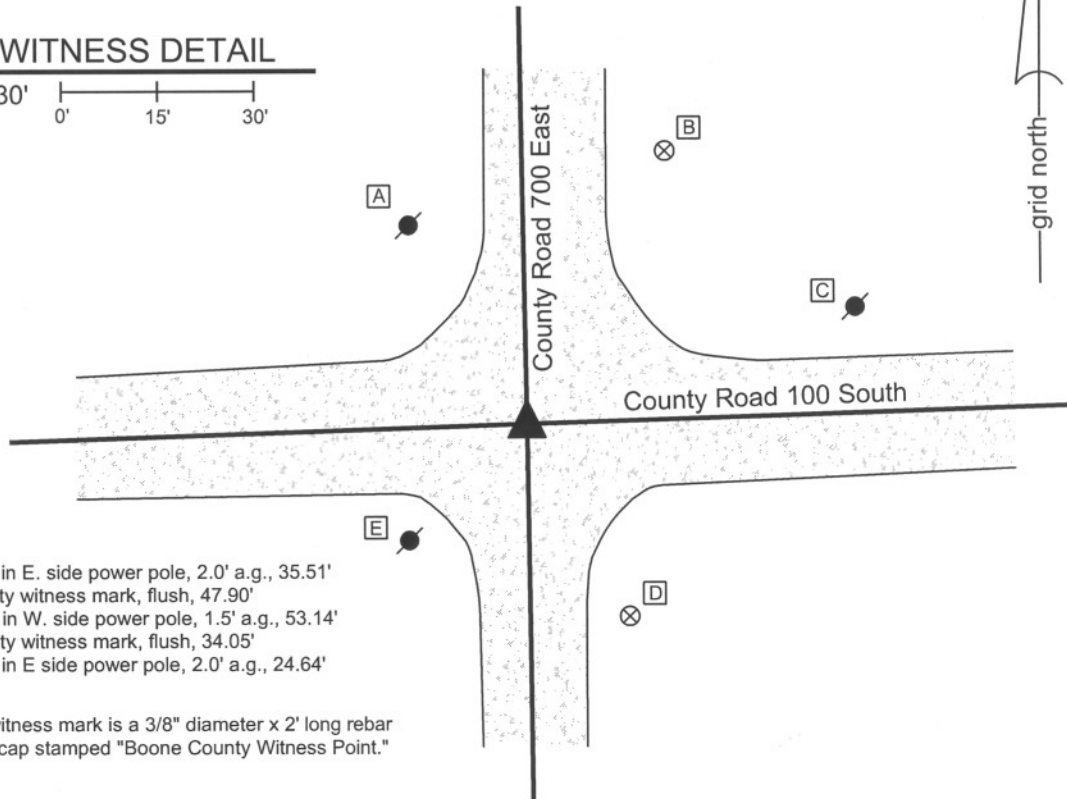 WITNESS DETAIL
30'
0' 15' 30'
A
B
C
County Road 700 East
County Road 100 South
grid north
E
D
in E. side power pole, 2.0' a.g., 35.51'
ty witness mark, flush, 47.90'
in W. side power pole, 1.5' a.g., 53.14'
ty witness mark, flush, 34.05'
in E side power pole, 2.0' a.g., 24.64'
witness mark is a 3/8" diameter x 2' long rebar
cap stamped "Boone County Witness Point."